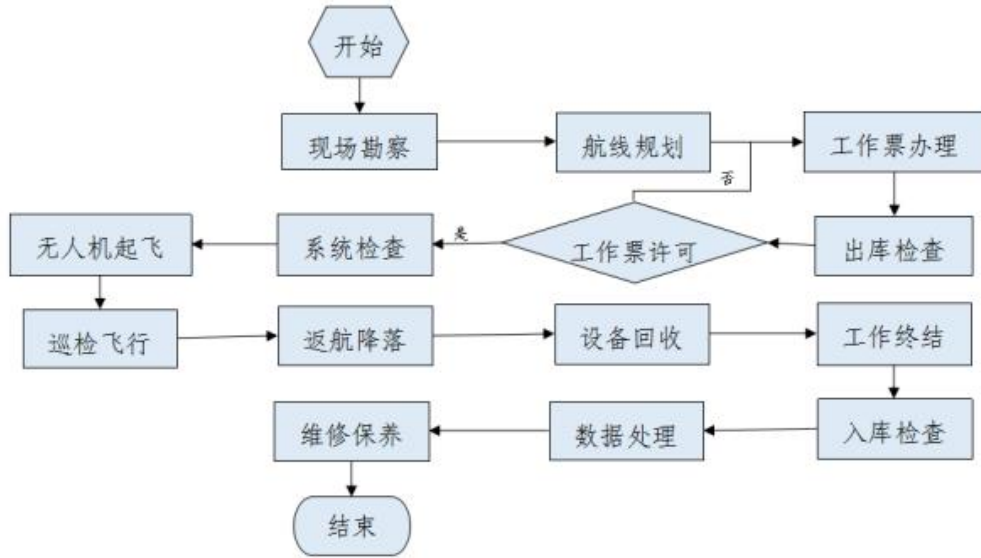 开始
现场勘察
航线规划
工作票办理
否
无人机起飞
系统检查
是
工作票许可
出库检查
巡检飞行
返航降落
设备回收
工作终结
维修保养
数据处理
入库检查
结束